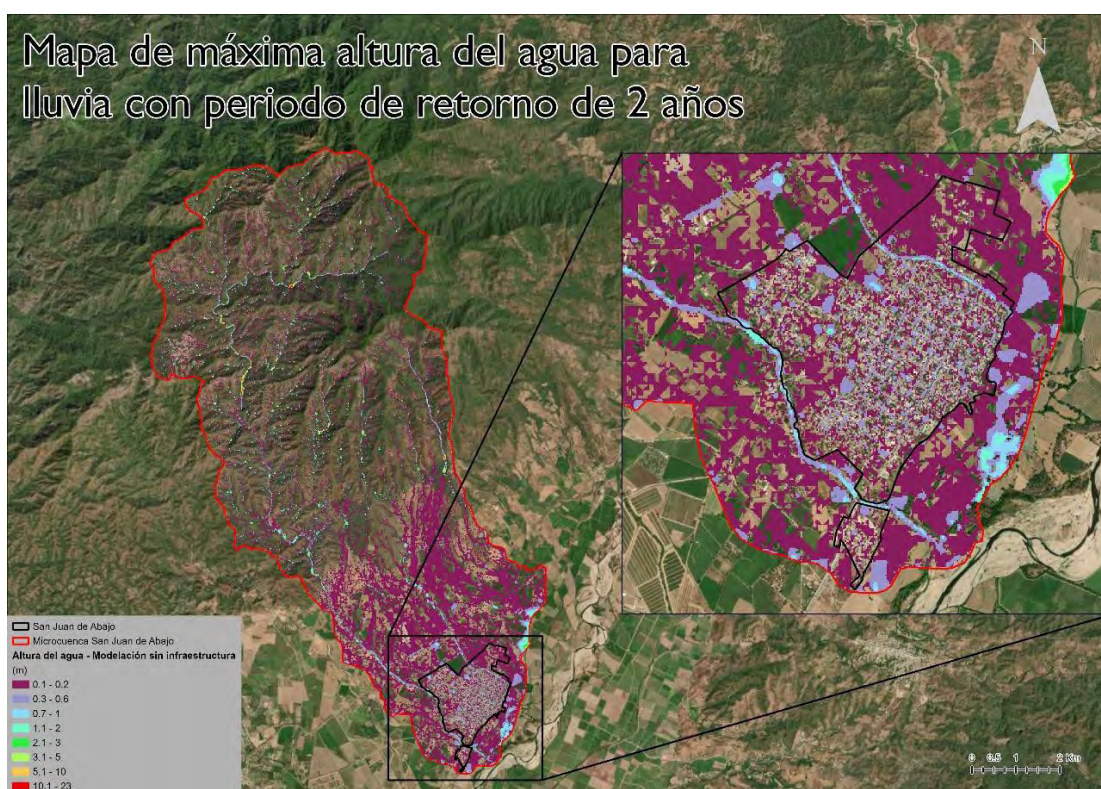 Mapa de máxima altura del agua para
lluvia con periodo de retorno de 2 años
N
San Juan de Abajo
Microcuenca San Juan de Abajo
Altura del agua - Modelación sin infraestructura
(m)
0.1 - 0.2
0.3 - 0.6
0.7 - 1
1.1 - 2
2.1 - 3
3.1 - 5
5.1 - 10
10.1 - 23
0 0.5 1 2 Km